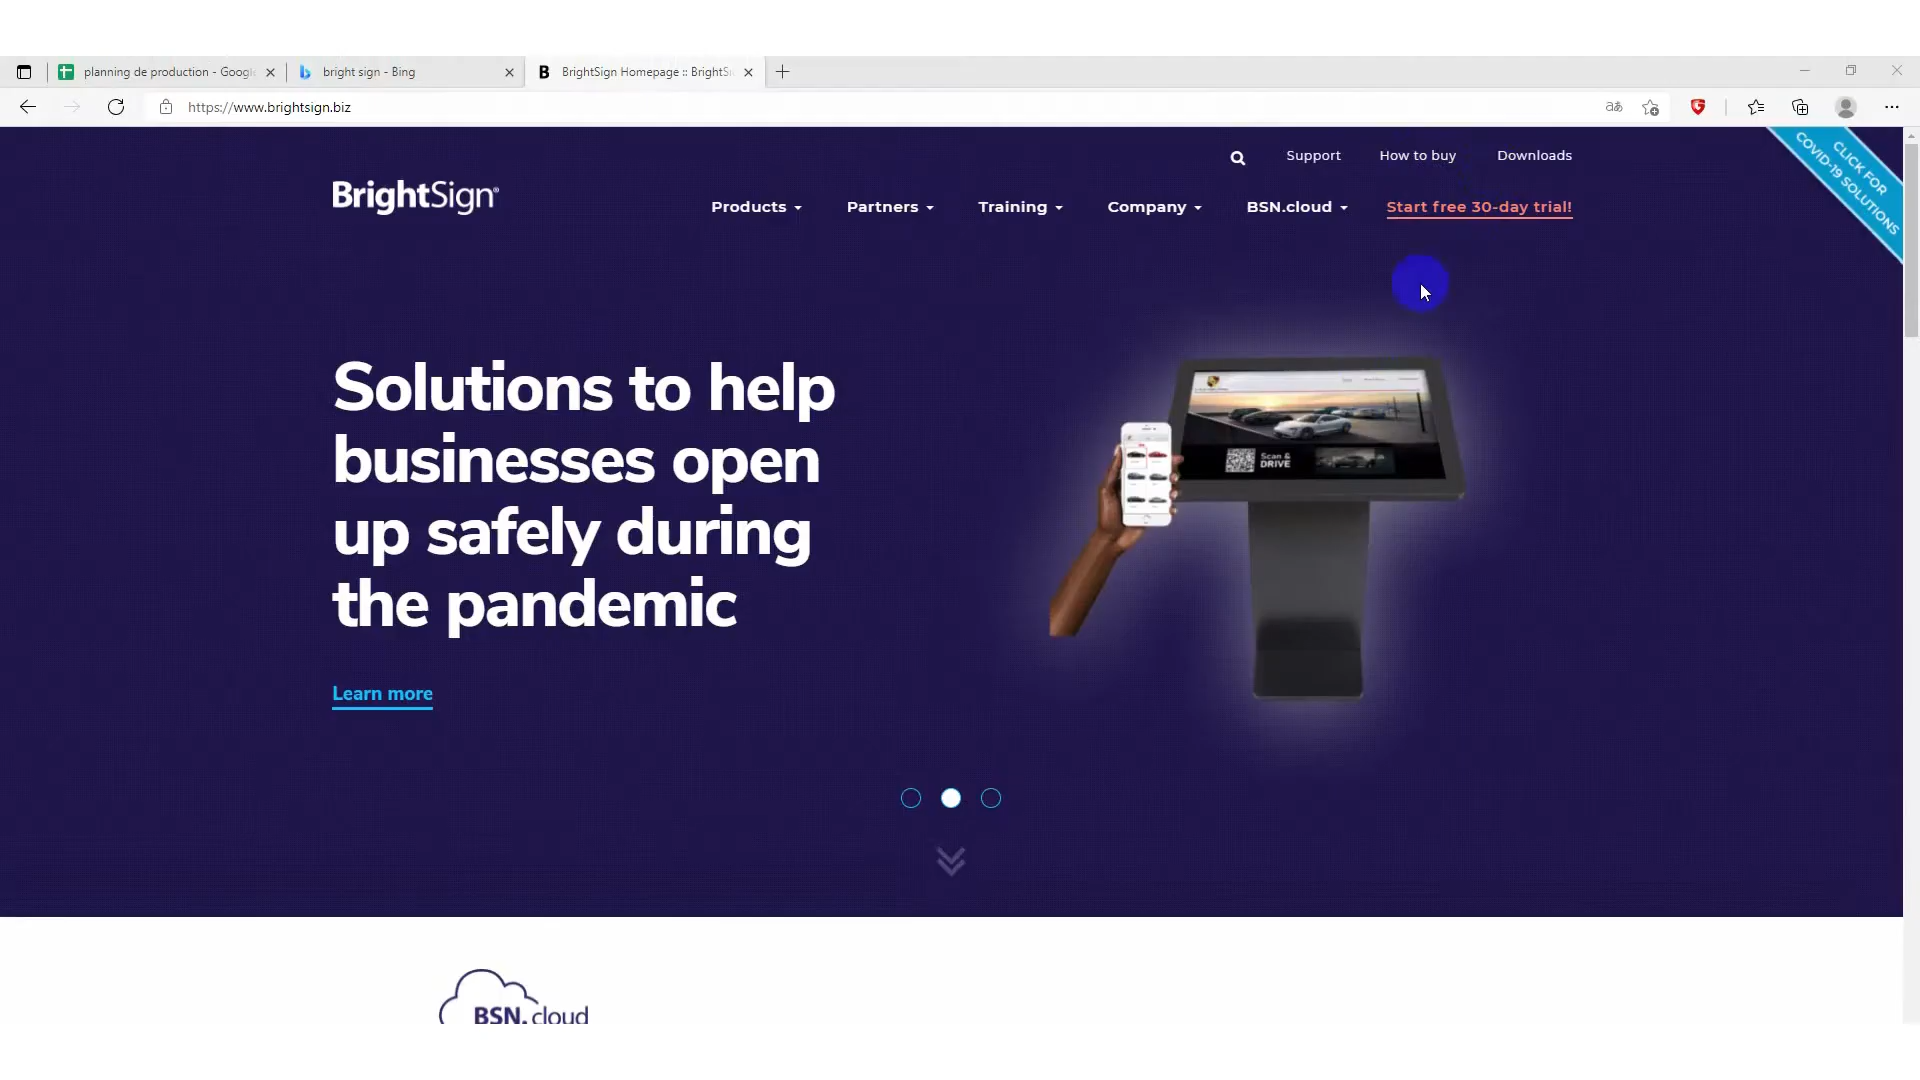 planning de production - Google
bright sign - Bing
B BrightSign Homepage :: BrightSi
https://www.brightsign.biz
Support How to buy Downloads
BrightSign®
Products Partners Training Company BSN.cloud Start free 30-day trial!
CLICK FOR
COVID-19 SOLUTIONS
Solutions to help
businesses open
up safely during
the pandemic
Scan &
DRIVE
Learn more
BSN.cloud